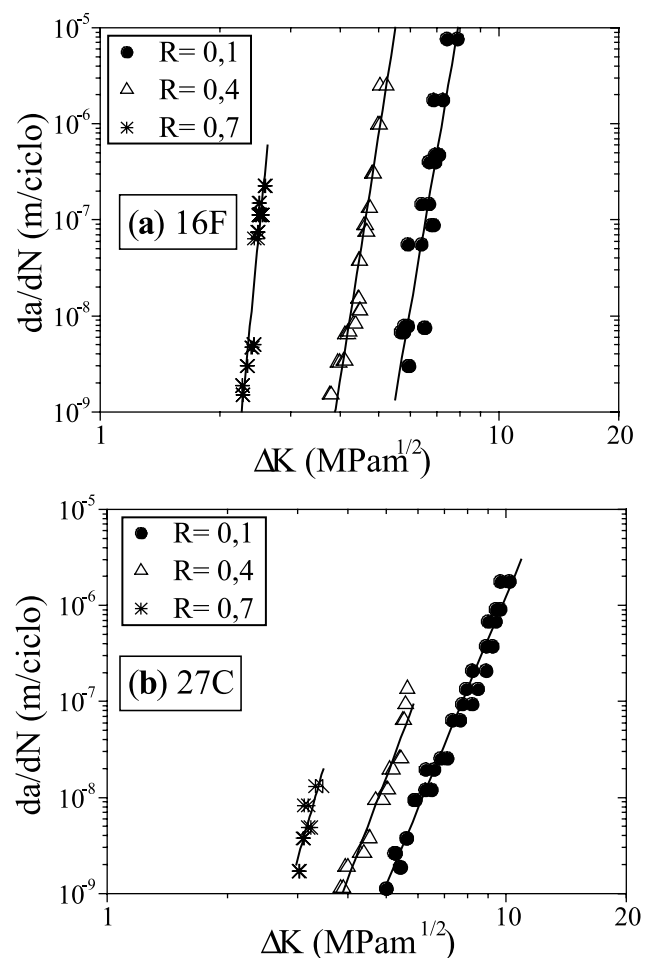 10⁻⁵
R= 0,1
R= 0,4
10⁻⁶
R= 0,7
10⁻⁷
(a) 16F
10⁻⁸
10⁻⁹
da/dN (m/ciclo)
1 10 20
ΔK (MPam^1/2)
10⁻⁵
R= 0,1
R= 0,4
10⁻⁶
R= 0,7
(b) 27C
10⁻⁷
10⁻⁸
10⁻⁹
da/dN (m/ciclo)
1 10 20
ΔK (MPam^1/2)